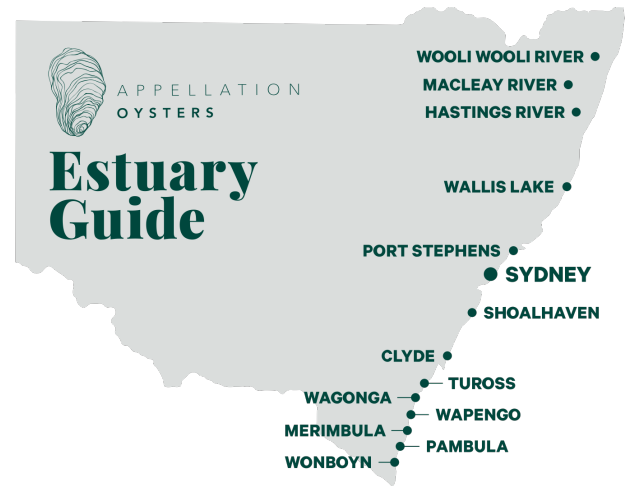 APPELLATION
OYSTERS
Estuary
Guide
WOOLI WOOLI RIVER
MACLEAY RIVER
HASTINGS RIVER
WALLIS LAKE
PORT STEPHENS
SYDNEY
SHOALHAVEN
CLYDE
TUROSS
WAGONGA
WAPENGO
MERIMBULA
PAMBULA
WONBOYN